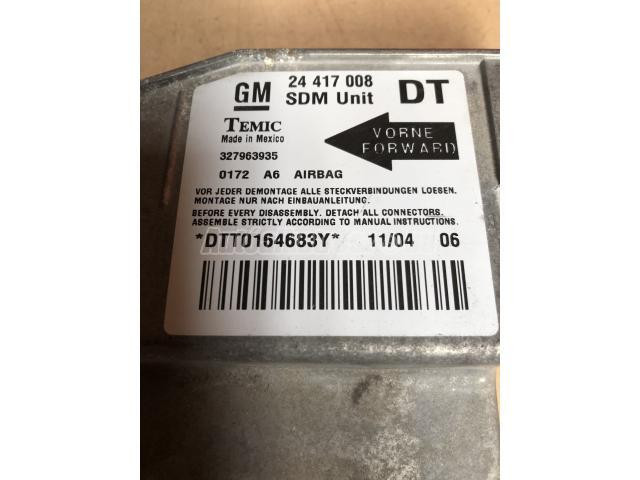 GM 24 417 008 DT
SDM Unit
TEMIC
Made in Mexico
VORNE
FORWARD
327963935
0172 A6 AIRBAG
VOR JEDER DEMONTAGE ALLE STECKVERBINDUNGEN LOESEN.
MONTAGE NUR NACH EINBAUANLEITUNG.
BEFORE EVERY DISASSEMBLY. DETACH ALL CONNECTORS.
ASSEMBLE STRICTLY ACCORDING TO MANUAL INSTRUCTIONS.
*DTT0164683Y* 11/04 06